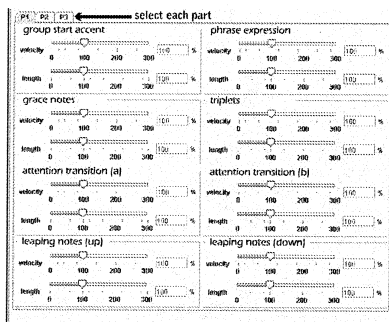 P1 P2 P3 select each part
group start accent phrase expression
velocity 100 % velocity 100 %
0 100 200 300 0 100 200 300
length 100 % length 100 %
0 100 200 300 0 100 200 300
grace notes triplets
velocity 100 % velocity 100 %
0 100 200 300 0 100 200 300
length 100 % length 100 %
0 100 200 300 0 100 200 300
attention transition (a) attention transition (b)
velocity 100 % velocity 100 %
0 100 200 300 0 100 200 300
length 100 % length 100 %
0 100 200 300 0 100 200 300
leaping notes (up) leaping notes (down)
velocity 100 % velocity 100 %
0 100 200 300 0 100 200 300
length 100 % length 100 %
0 100 200 300 0 100 200 300